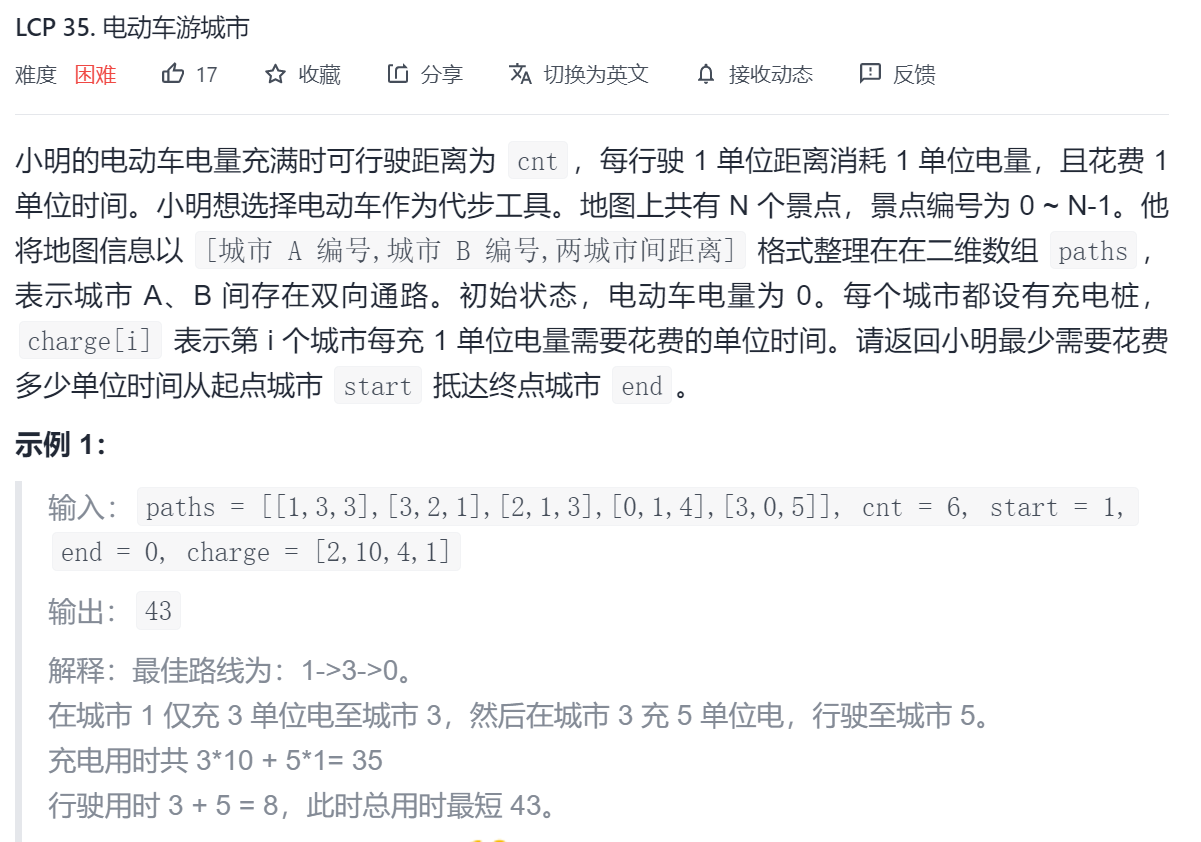 LCP 35. 电动车游城市
难度 困难 17 收藏 分享 切换为英文 接收动态 反馈
小明的电动车电量充满时可行驶距离为 cnt ，每行驶 1 单位距离消耗 1 单位电量，且花费 1
单位时间。小明想选择电动车作为代步工具。地图上共有 N 个景点，景点编号为 0 ~ N-1。他
将地图信息以 [城市 A 编号,城市 B 编号,两城市间距离] 格式整理在在二维数组 paths ，
表示城市 A、B 间存在双向通路。初始状态，电动车电量为 0。每个城市都设有充电桩，
charge[i] 表示第 i 个城市每充 1 单位电量需要花费的单位时间。请返回小明最少需要花费
多少单位时间从起点城市 start 抵达终点城市 end 。
示例 1：
输入： paths = [[1,3,3],[3,2,1],[2,1,3],[0,1,4],[3,0,5]], cnt = 6, start = 1,
end = 0, charge = [2,10,4,1]
输出： 43
解释：最佳路线为：1->3->0。
在城市 1 仅充 3 单位电至城市 3，然后在城市 3 充 5 单位电，行驶至城市 5。
充电用时共 3*10 + 5*1= 35
行驶用时 3 + 5 = 8，此时总用时最短 43。